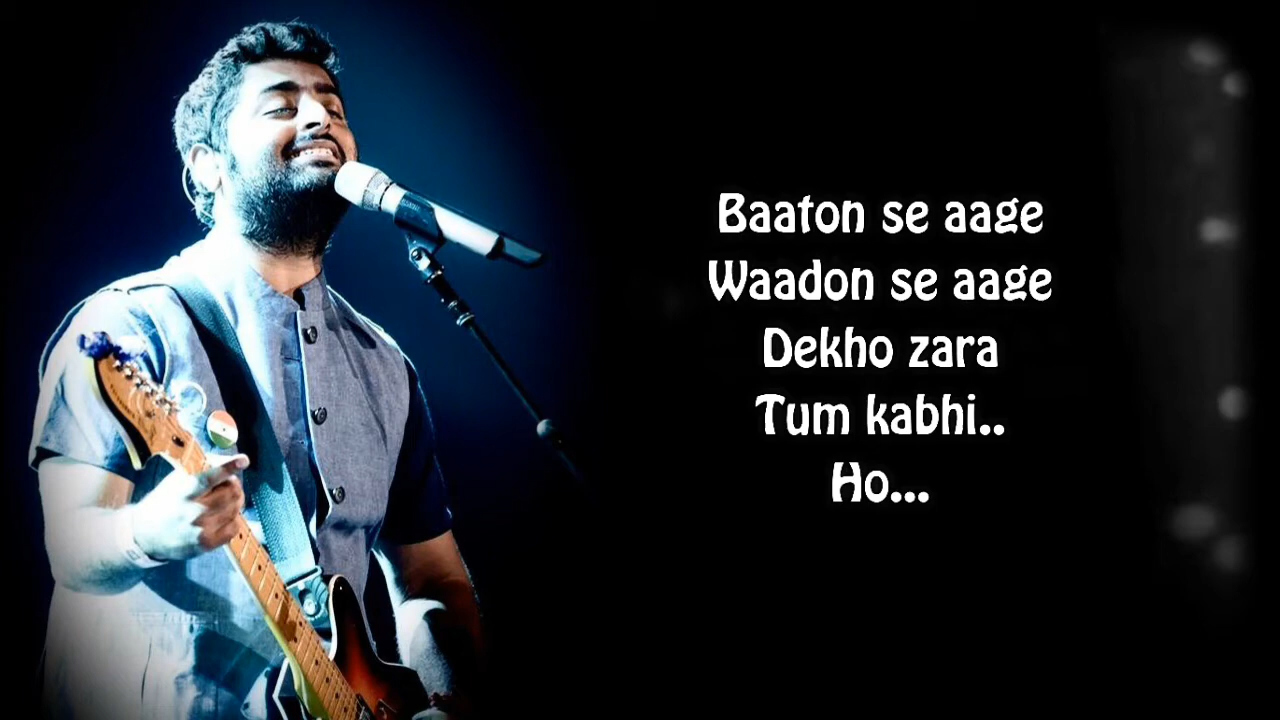 Baaton se aage
Waadon se aage
Dekho zara
Tum kabhi..
Ho...